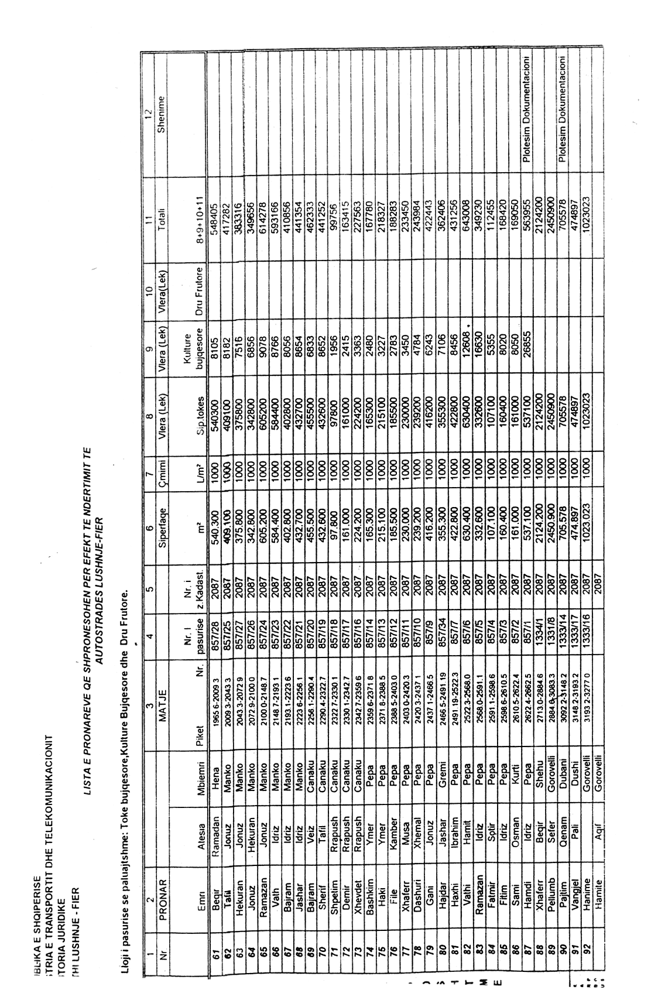 BLIKA E SHQIPERISE
TRIA E TRANSPORTIT DHE TELEKOMUNIKACIONIT
TORIA JURIDIKE
THI LUSHNJE - FIER
LISTA E PRONAREVE QE SHPRONESOHEN PER EFEKT TE NDERTIMIT TE
AUTOSTRADES LUSHNJE-FIER
Lloji i pasurise se paluajtshme: Toke bujqesore,Kulture Bujqesore dhe Dru Frutore.
1 2 3 4 5 6 7 8 9 10 11 12
Nr. PRONAR MATJE Nr. I Nr. i Siperfaqe Çmimi Vlera (Lek) Vlera (Lek) Vlera(Lek) Totali Shenime
Emri Atesia Mbiemri Piket Nr. pasurise z.Kadast. m² L/m² Sip.tokes Kulture bujqesore Dru Frutore 8+9+10+11
61 Beqir Ramadan Hena 1965 6-2009 3 857/28 2087 540.300 1000 540300 8105 548405
62 Tafil Jonuz Manko 2009 3-2043 3 857/25 2087 409.100 1000 409100 8182 417282
63 Hekuran Jonuz Manko 2043 3-2072 9 857/27 2087 375.800 1000 375800 7516 383316
64 Jonuz Hekuran Manko 2072 9-2100 0 857/26 2087 342.800 1000 342800 6856 349656
65 Ramazan Jonuz Manko 2100 0-2148.7 857/24 2087 605.200 1000 605200 9078 614278
66 Vath Idriz Manko 2148 7-2193 1 857/23 2087 584.400 1000 584400 8766 593166
67 Bajram Idriz Manko 2193.1-2223 6 857/22 2087 402.800 1000 402800 8056 410856
68 Jashar Idriz Manko 2223 6-2256.1 857/21 2087 432.700 1000 432700 8654 441354
69 Bajram Veiz Canaku 2256 1-2290.4 857/20 2087 455.500 1000 455500 6833 462333
70 Sherif Tafil Canaku 2290.4-2322.7 857/19 2087 432.600 1000 432600 8652 441252
71 Shpetim Rrapush Canaku 2322 7-2330 1 857/18 2087 97.800 1000 97800 1956 99756
72 Demir Rrapush Canaku 2330 1-2342.7 857/17 2087 161.000 1000 161000 2415 163415
73 Xhevdet Rrapush Canaku 2342 7-2359 6 857/16 2087 224.200 1000 224200 3363 227563
74 Bashkim Ymer Pepa 2359 6-2371 8 857/14 2087 165.300 1000 165300 2480 167780
75 Haki Ymer Pepa 2371 8-2388.5 857/13 2087 215.100 1000 215100 3227 218327
76 File Kamber Pepa 2388 5-2403 0 857/12 2087 185.500 1000 185500 2783 188283
77 Xhaferr Musa Pepa 2403 0-2420.3 857/11 2087 230.000 1000 230000 3450 233450
78 Dashuri Xhemal Pepa 2420 3-2437 1 857/10 2087 239.200 1000 239200 4784 243984
79 Gani Jonuz Pepa 2437 1-2466.5 857/9 2087 416.200 1000 416200 6243 422443
80 Hajdar Jashar Gremi 2466.5-2491.19 857/34 2087 355.300 1000 355300 7106 362406
81 Haxhi Ibrahim Pepa 2491.19-2522.3 857/7 2087 422.800 1000 422800 8456 431256
82 Vathi Hamit Pepa 2522.3-2568.0 857/6 2087 630.400 1000 630400 12608 643008
83 Ramazan Idriz Pepa 2568.0-2591.1 857/5 2087 332.600 1000 332600 16630 349230
84 Fatmir Sotir Pepa 2591.1-2598.6 857/4 2087 107.100 1000 107100 5355 112455
85 Fitim Idriz Pepa 2598.6-2610.5 857/3 2087 160.400 1000 160400 8020 168420
86 Sami Osman Kurti 2610.5-2622.4 857/2 2087 161.000 1000 161000 8050 169050
87 Hamdi Idriz Pepa 2622.4-2662.5 857/1 2087 537.100 1000 537100 26855 563955 Plotesim Dokumentacioni
88 Xhaferr Beqir Shehu 2713.0-2884.6 1334/1 2087 2124.200 1000 2124200 2124200
89 Pellumb Sefer Gorovelli 2884.6-3083.3 1331/8 2087 2450.900 1000 2450900 2450900
90 Pajtim Qenam Dubani 3092 2-3148 2 1333/14 2087 705.578 1000 705578 705578 Plotesim Dokumentacioni
91 Vangjel Pali Dushi 3148 2-3193 2 1333/17 2087 474.897 1000 474897 474897
92 Hanime Gorovelli 3193 2-3277 0 1333/16 2087 1023.023 1000 1023023 1023023
Hamite Aqif Gorovelli 2087